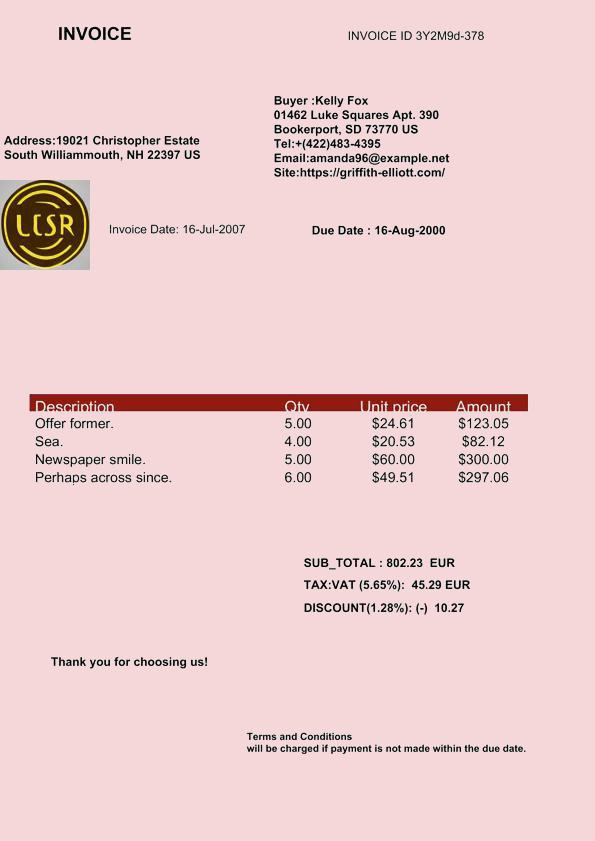 INVOICE
INVOICE ID 3Y2M9d-378
Buyer :Kelly Fox
01462 Luke Squares Apt. 390
Bookerport, SD 73770 US
Tel:+(422)483-4395
Email:amanda96@example.net
Site:https://griffith-elliott.com/
Address:19021 Christopher Estate
South Williammouth, NH 22397 US
LCSR
Invoice Date: 16-Jul-2007
Due Date : 16-Aug-2000
Description Qty Unit price Amount
Offer former. 5.00 $24.61 $123.05
Sea. 4.00 $20.53 $82.12
Newspaper smile. 5.00 $60.00 $300.00
Perhaps across since. 6.00 $49.51 $297.06
SUB_TOTAL : 802.23 EUR
TAX:VAT (5.65%): 45.29 EUR
DISCOUNT(1.28%): (-) 10.27
Thank you for choosing us!
Terms and Conditions
will be charged if payment is not made within the due date.